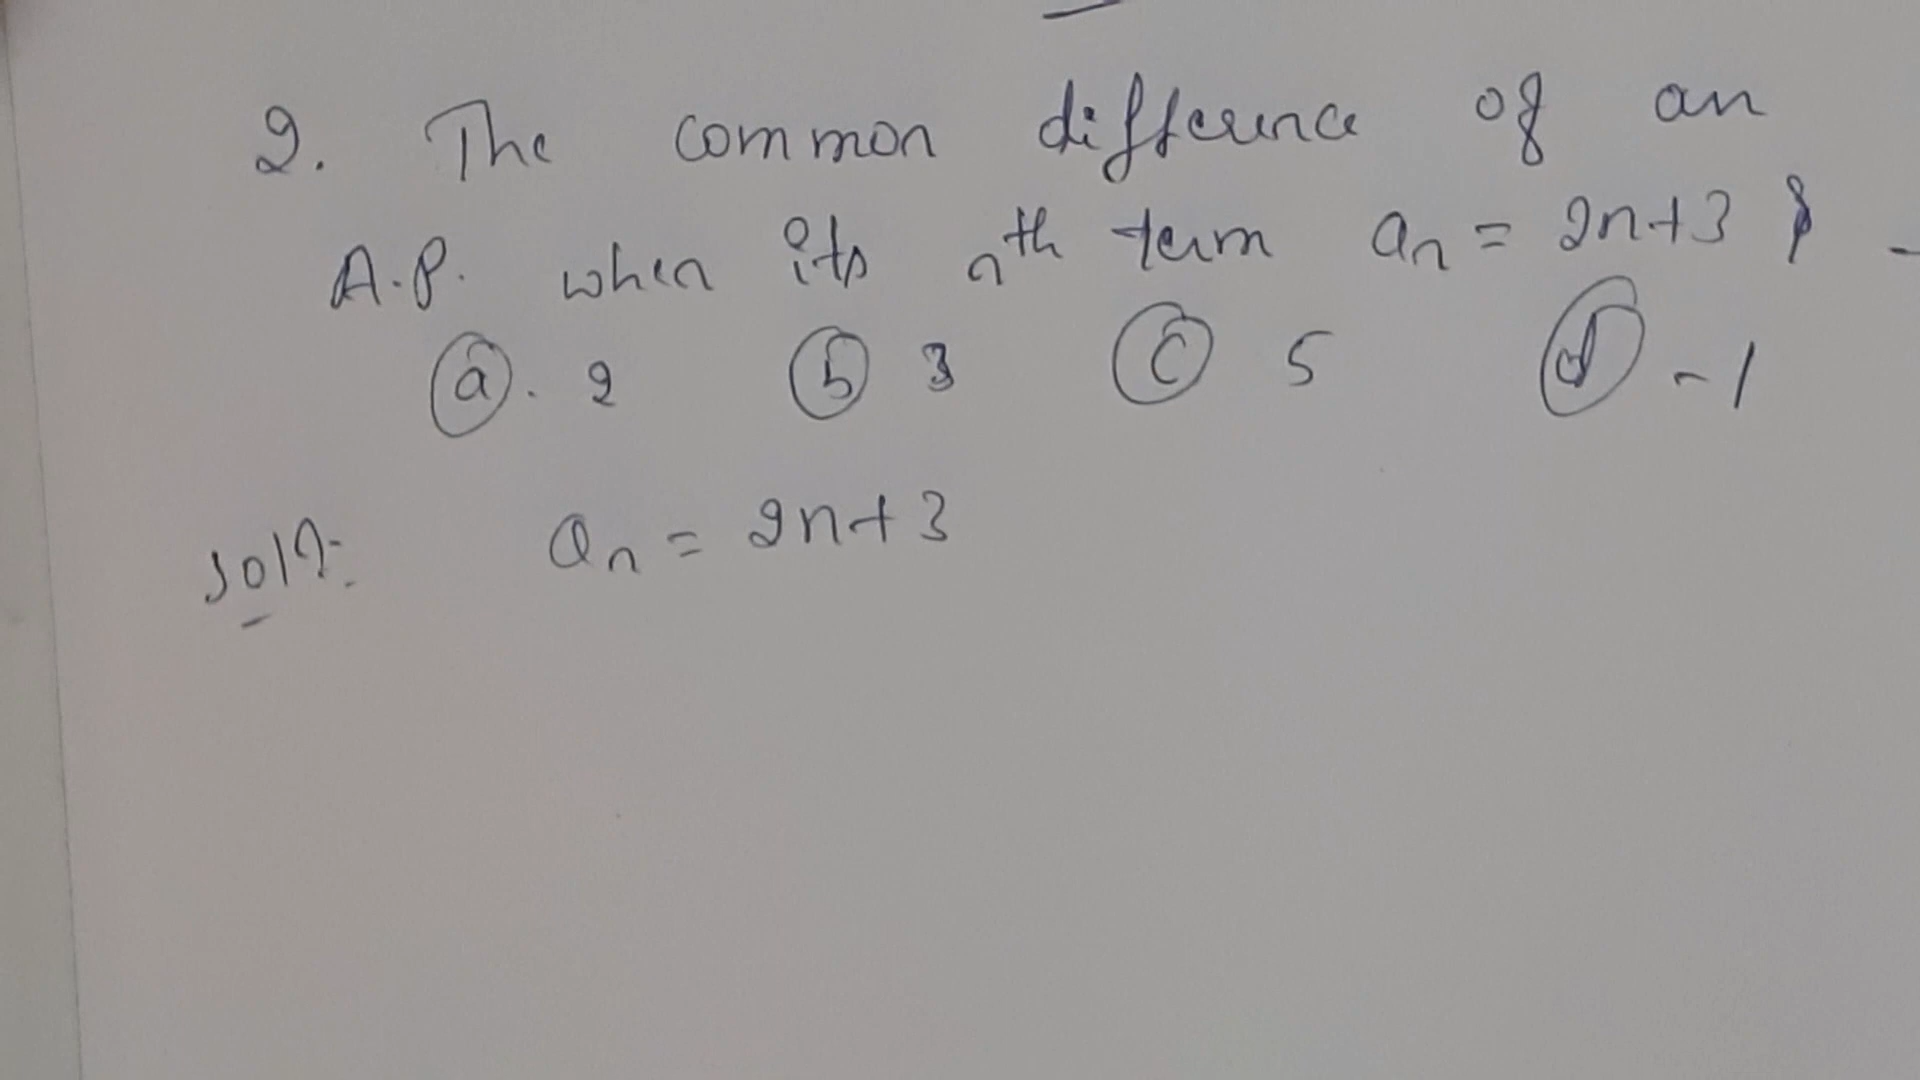 2. The common difference of an
A.P. when its nth term an = 2n+3 is -
(a). 2 (b) 3 (c) 5 (d) -1
Soln:- an = 2n+3